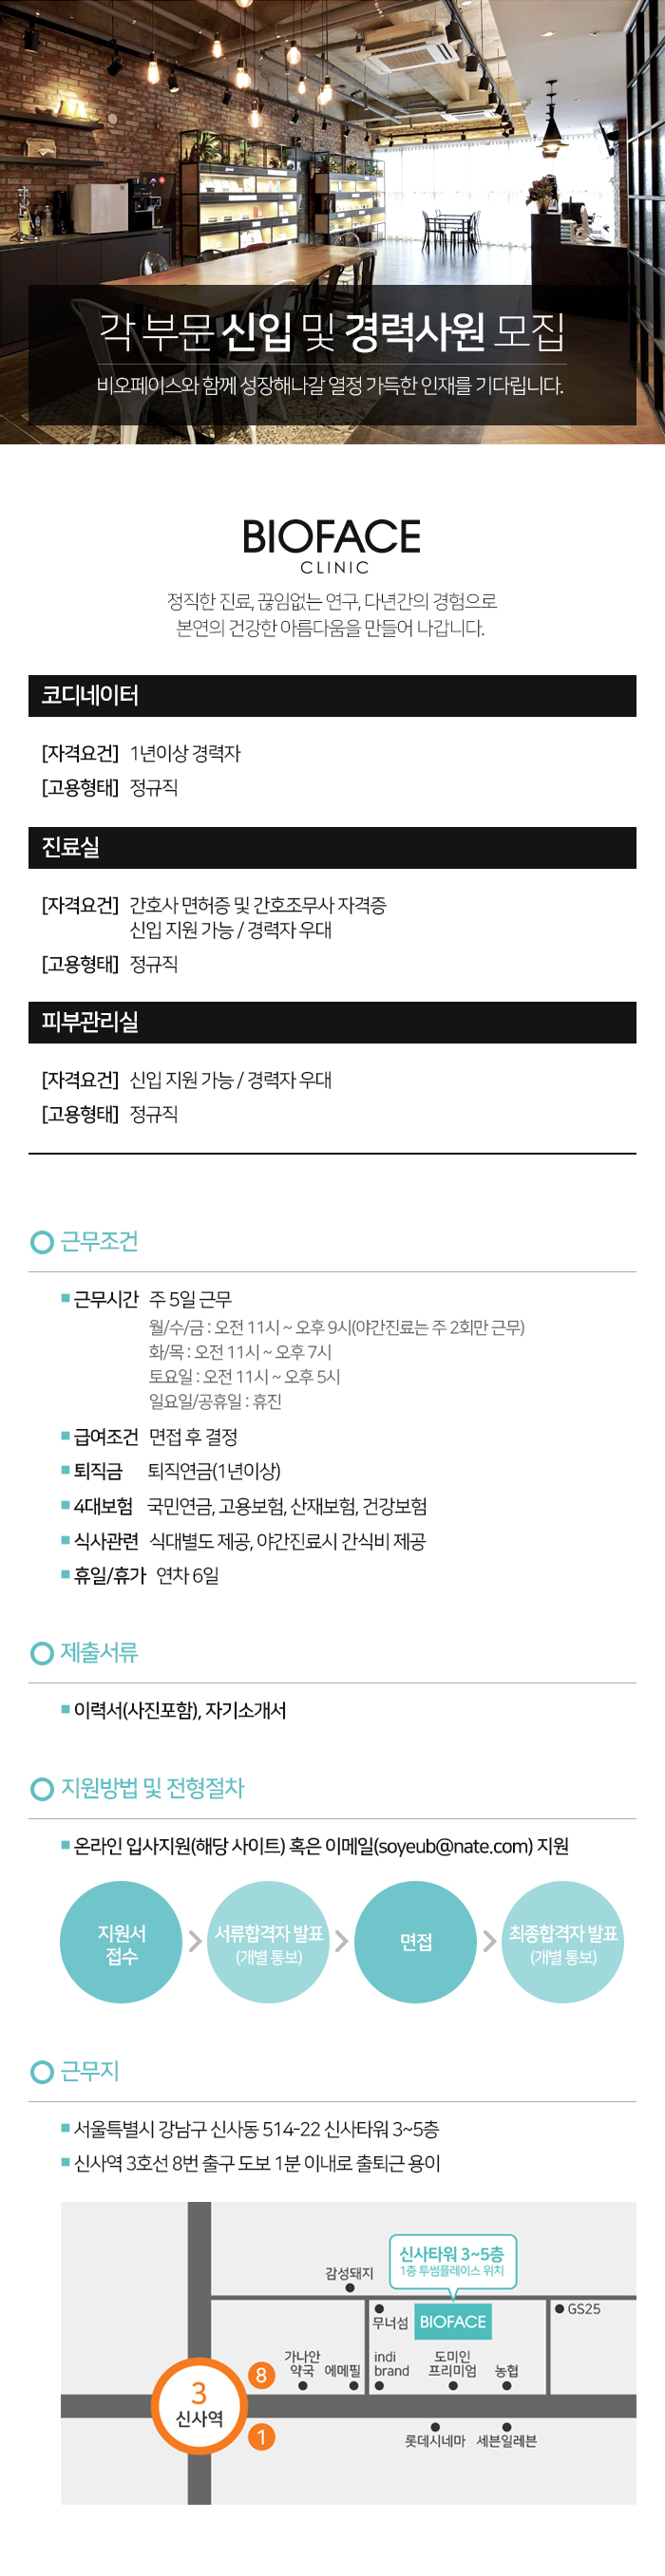 각 부문 신입 및 경력사원 모집
비오페이스와 함께 성장해나갈 열정 가득한 인재를 기다립니다.
BIOFACE
CLINIC
정직한 진료, 끊임없는 연구, 다년간의 경험으로
본연의 건강한 아름다움을 만들어 나갑니다.
코디네이터
[자격요건] 1년이상 경력자
[고용형태] 정규직
진료실
[자격요건] 간호사 면허증 및 간호조무사 자격증
신입 지원 가능 / 경력자 우대
[고용형태] 정규직
피부관리실
[자격요건] 신입 지원 가능 / 경력자 우대
[고용형태] 정규직
근무조건
근무시간 주 5일 근무
월/수/금 : 오전 11시 ~ 오후 9시(야간진료는 주 2회만 근무)
화/목 : 오전 11시 ~ 오후 7시
토요일 : 오전 11시 ~ 오후 5시
일요일/공휴일 : 휴진
급여조건 면접 후 결정
퇴직금 퇴직연금(1년이상)
4대보험 국민연금, 고용보험, 산재보험, 건강보험
식사관련 식대별도 제공, 야간진료시 간식비 제공
휴일/휴가 연차 6일
제출서류
이력서(사진포함), 자기소개서
지원방법 및 전형절차
온라인 입사지원(해당 사이트) 혹은 이메일(soyeub@nate.com) 지원
지원서
접수
서류합격자 발표
(개별 통보)
면접
최종합격자 발표
(개별 통보)
근무지
서울특별시 강남구 신사동 514-22 신사타워 3~5층
신사역 3호선 8번 출구 도보 1분 이내로 출퇴근 용이
신사타워 3~5층
1층 투썸플레이스 위치
감성돼지
무너섬
BIOFACE
GS25
가나안
약국
에메필
indi
brand
도미인
프리미엄
농협
8
3
신사역
1
롯데시네마
세븐일레븐